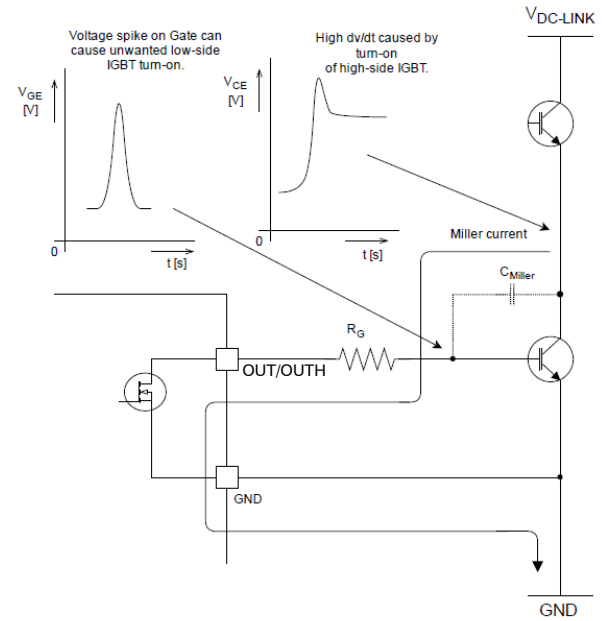 Voltage spike on Gate can
cause unwanted low-side
IGBT turn-on.
High dv/dt caused by
turn-on
of high-side IGBT.
VDC-LINK
VGE
[V]
VCE
[V]
0
t [s]
0
t [s]
Miller current
CMiller
RG
OUT/OUTH
GND
GND